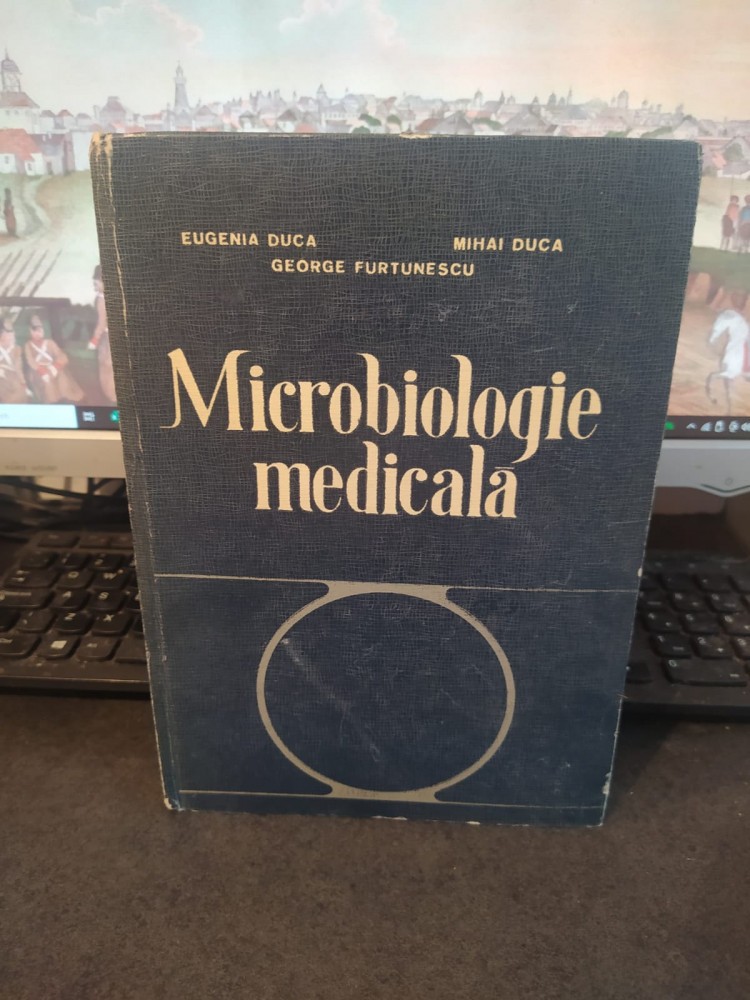 EUGENIA DUCA MIHAI DUCA
GEORGE FURTUNESCU
Microbiologie
medicală